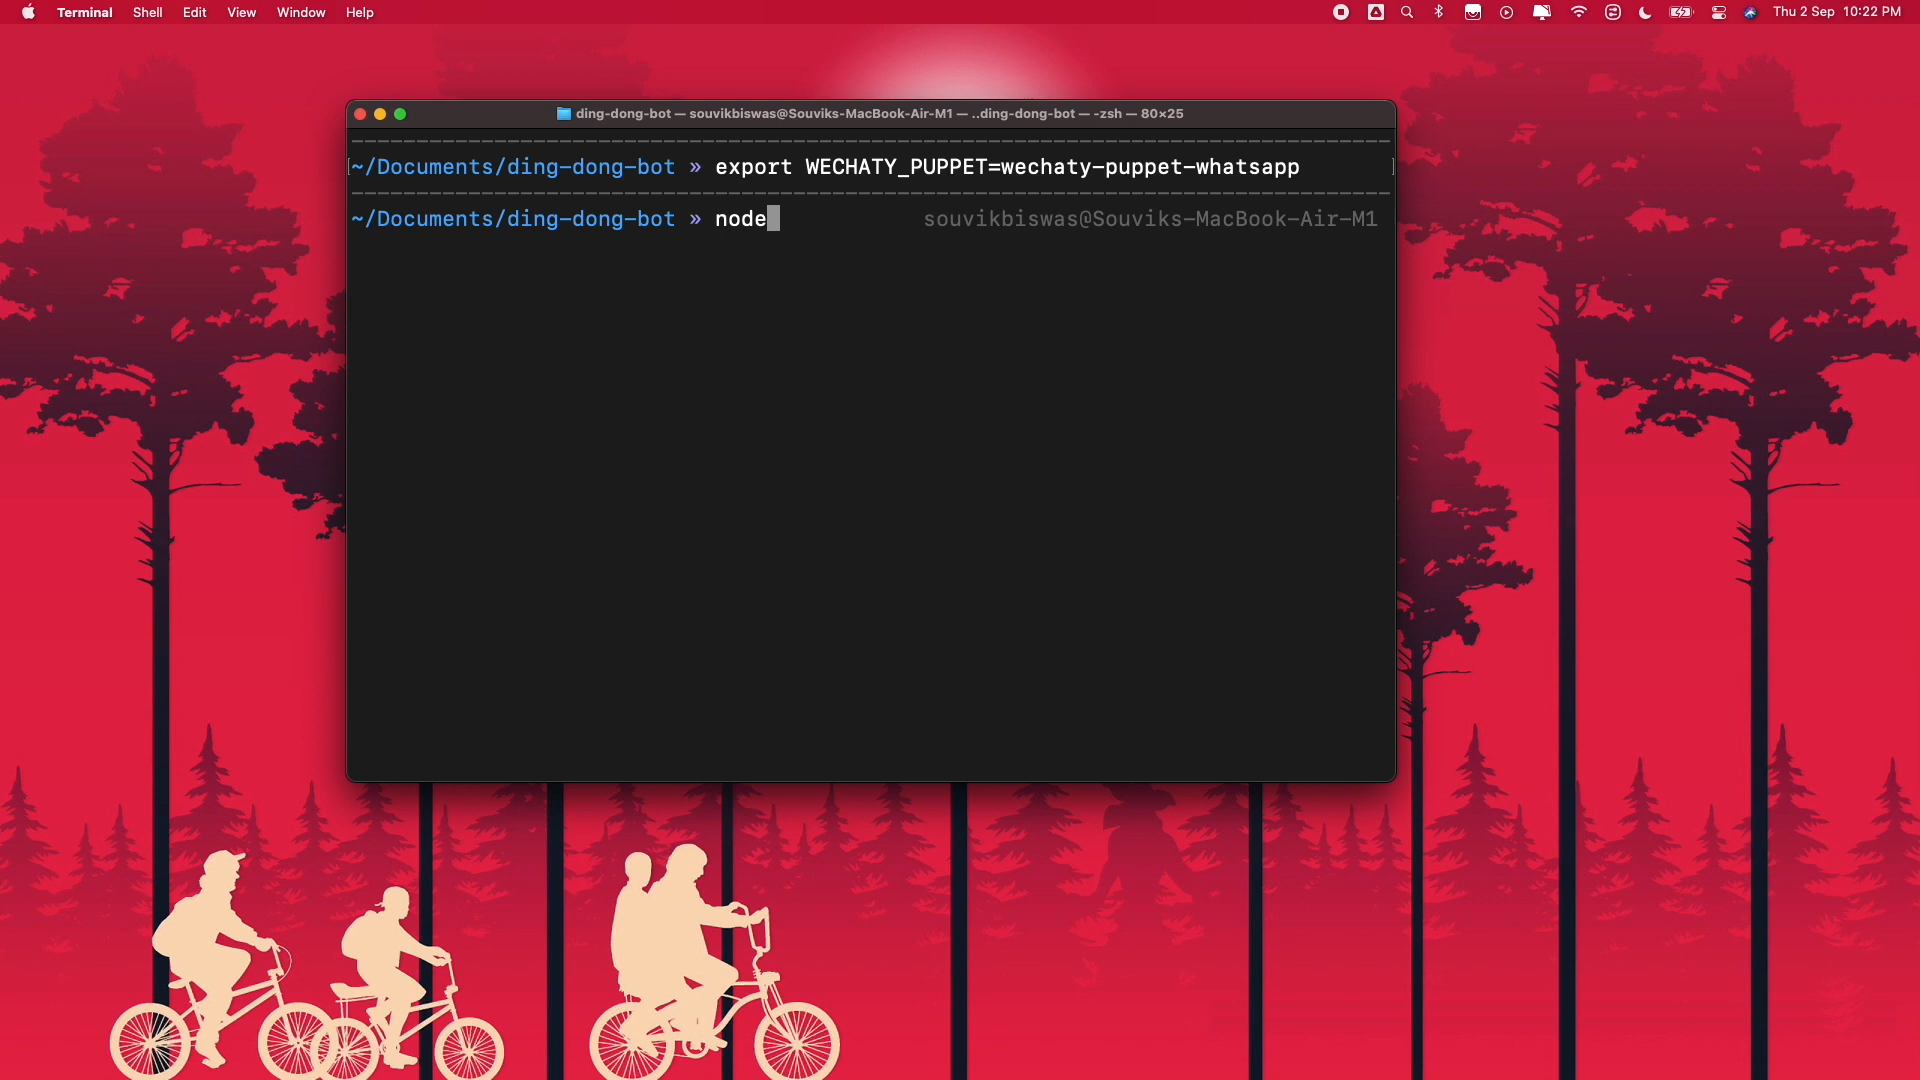 Terminal Shell Edit View Window Help Thu 2 Sep 10:22 PM
ding-dong-bot — souvikbiswas@Souviks-MacBook-Air-M1 — ..ding-dong-bot — -zsh — 80×25
~/Documents/ding-dong-bot » export WECHATY_PUPPET=wechaty-puppet-whatsapp
~/Documents/ding-dong-bot » node souvikbiswas@Souviks-MacBook-Air-M1